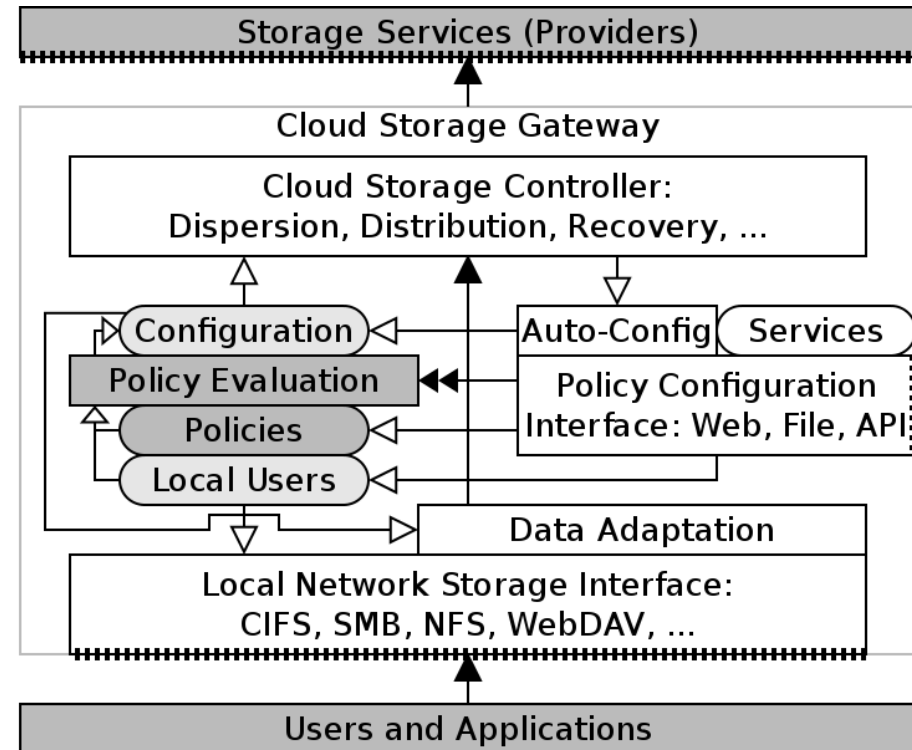 Storage Services (Providers)
Cloud Storage Gateway
Cloud Storage Controller:
Dispersion, Distribution, Recovery, ...
Configuration
Auto-Config
Services
Policy Evaluation
Policy Configuration
Interface: Web, File, API
Policies
Local Users
Data Adaptation
Local Network Storage Interface:
CIFS, SMB, NFS, WebDAV, ...
Users and Applications